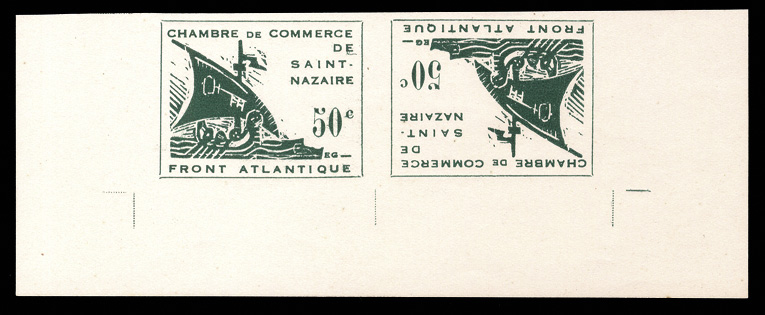 CHAMBRE DE COMMERCE
DE
SAINT-
NAZAIRE
50c
EG
FRONT ATLANTIQUE
CHAMBRE DE COMMERCE
DE
SAINT-
NAZAIRE
50c
EG
FRONT ATLANTIQUE